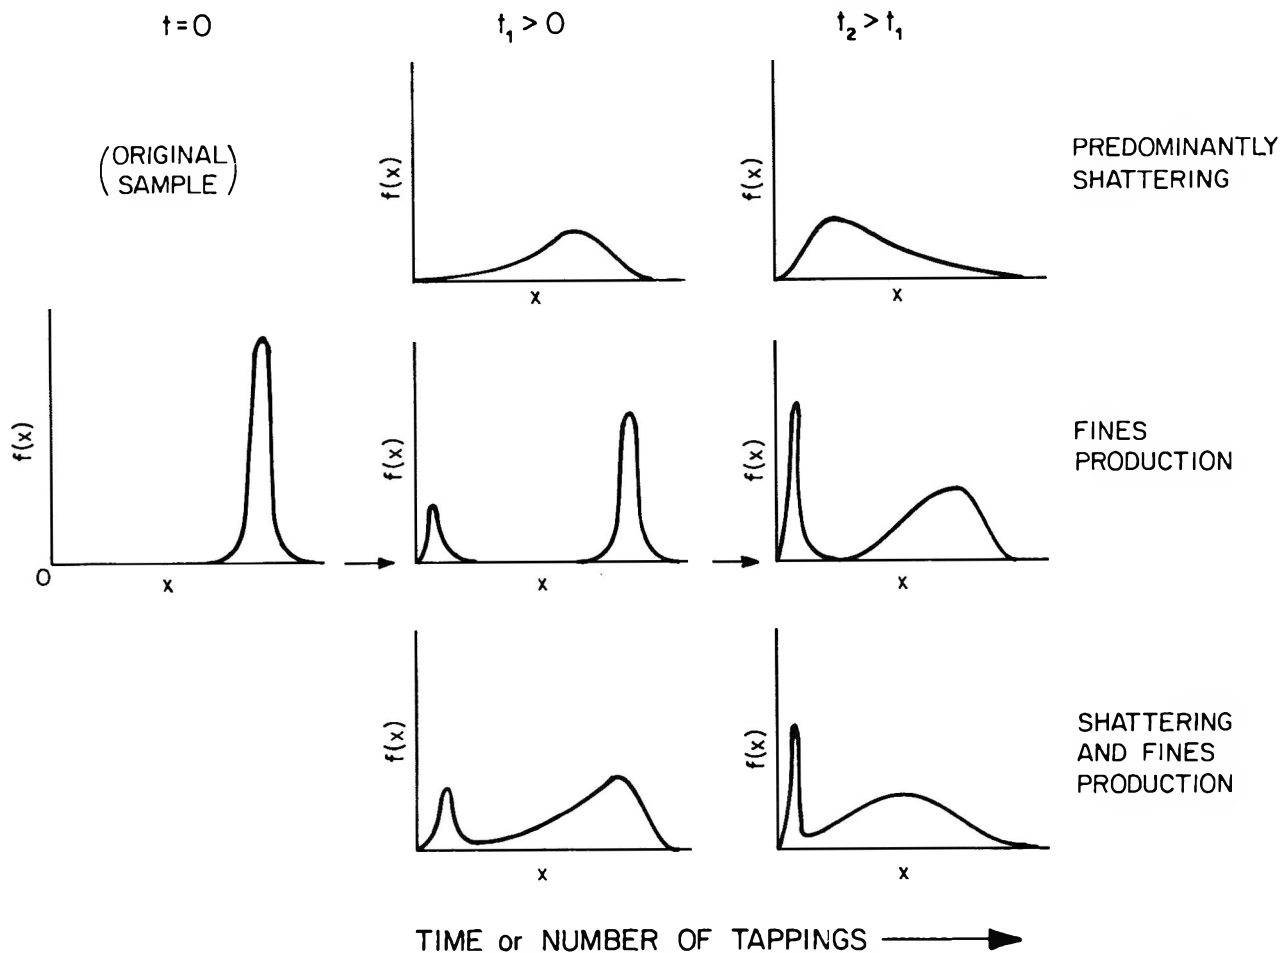 t=0
t₁ > 0
t₂ > t₁
(ORIGINAL
SAMPLE)
f(x)
x
f(x)
x
PREDOMINANTLY
SHATTERING
f(x)
0
x
f(x)
x
f(x)
x
FINES
PRODUCTION
f(x)
x
f(x)
x
SHATTERING
AND FINES
PRODUCTION
TIME or NUMBER OF TAPPINGS